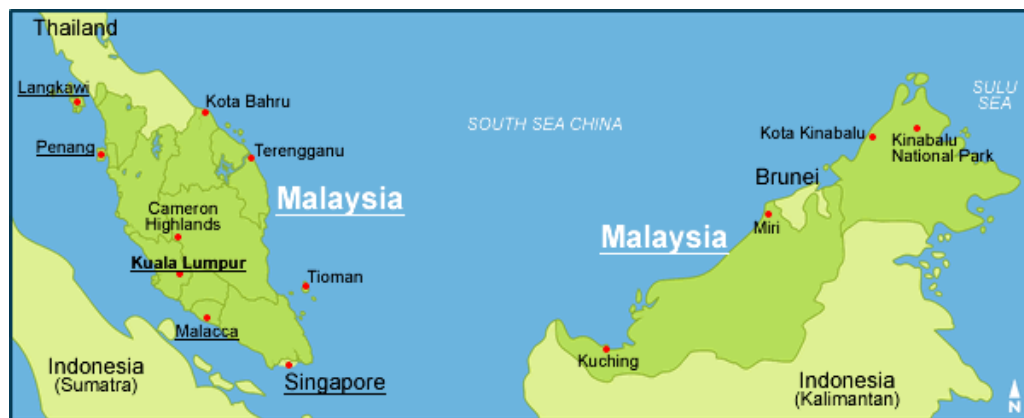 Thailand
Langkawi
Kota Bahru
Penang
Terengganu
Malaysia
Cameron
Highlands
Kuala Lumpur
Tioman
Malacca
Indonesia
(Sumatra)
Singapore
SOUTH SEA CHINA
SULU
SEA
Kota Kinabalu
Kinabalu
National Park
Brunei
Miri
Malaysia
Kuching
Indonesia
(Kalimantan)
N